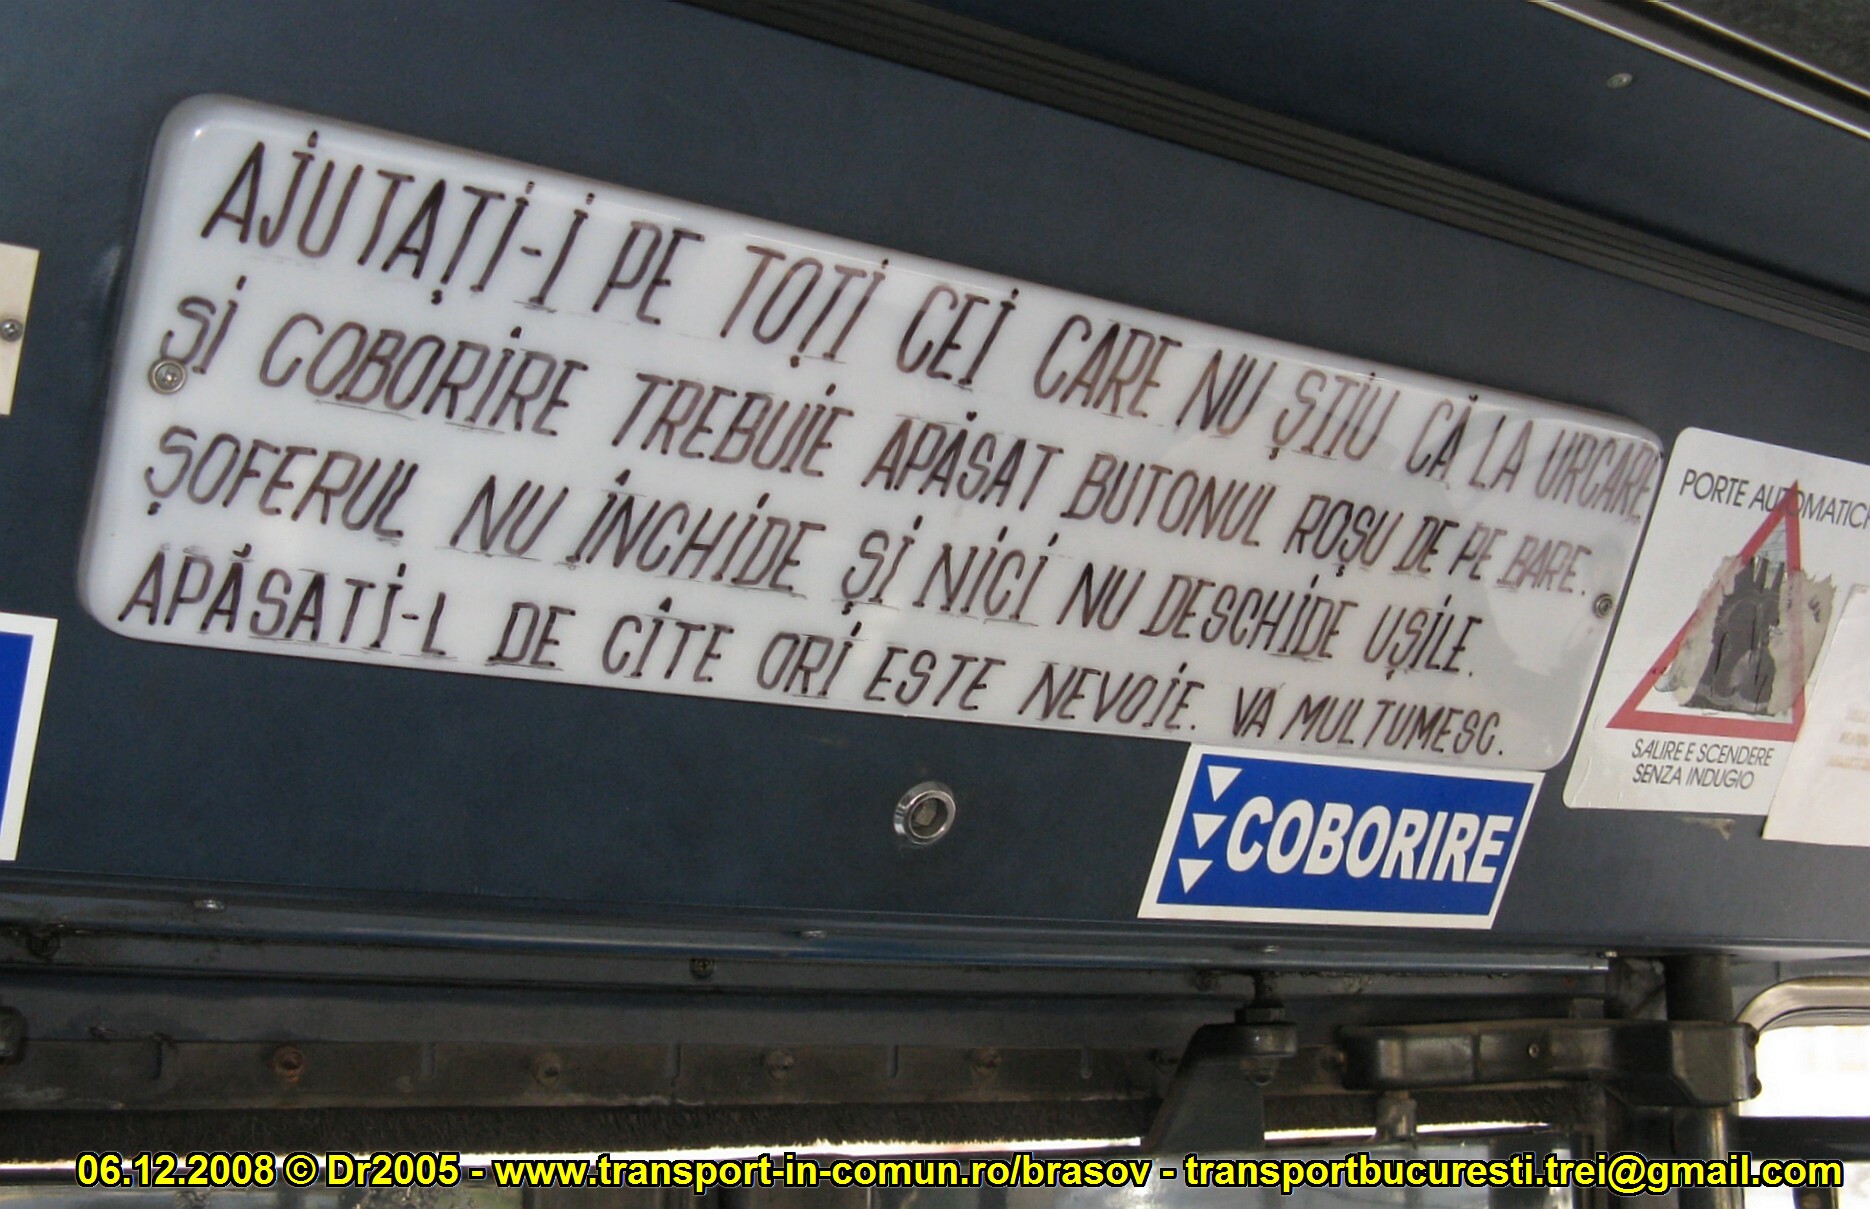 AJUTAȚI-I PE TOȚI CEI CARE NU ȘTIU CĂ LA URCARE
ȘI COBORIRE TREBUIE APĂSAT BUTONUL ROȘU DE PE BARE.
ȘOFERUL NU ÎNCHIDE ȘI NICI NU DESCHIDE UȘILE.
APĂSATI-L DE CÎTE ORI ESTE NEVOIE. VA MULTUMESC.
COBORIRE
PORTE AUTOMATICH
SALIRE E SCENDERE
SENZA INDUGIO
06.12.2008 © Dr2005 - www.transport-in-comun.ro/brasov - transportbucuresti.trei@gmail.com